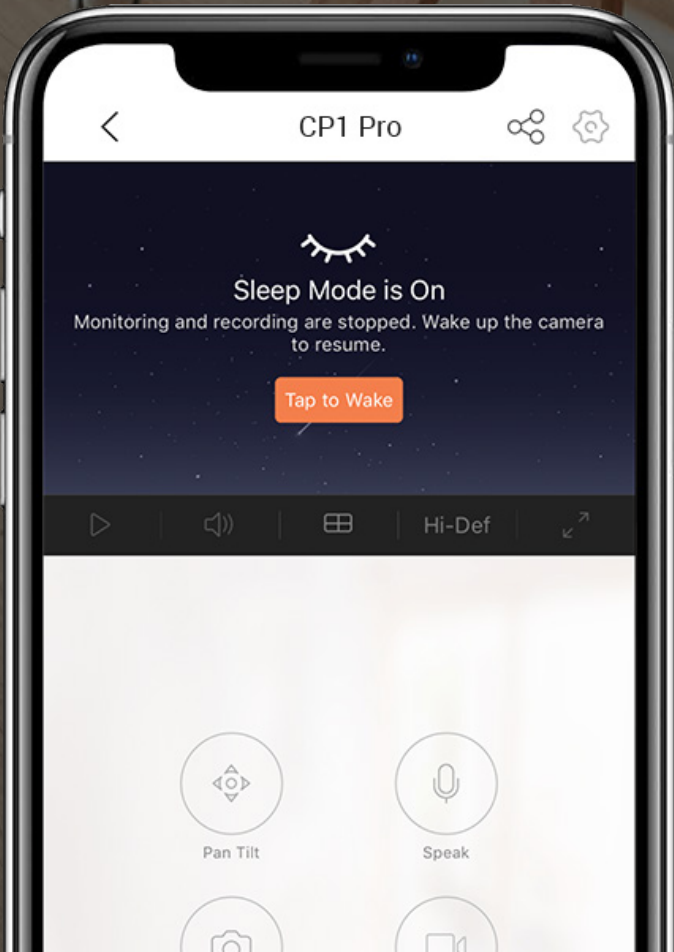 CP1 Pro
Sleep Mode is On
Monitoring and recording are stopped. Wake up the camera
to resume.
Tap to Wake
Hi-Def
Pan Tilt
Speak